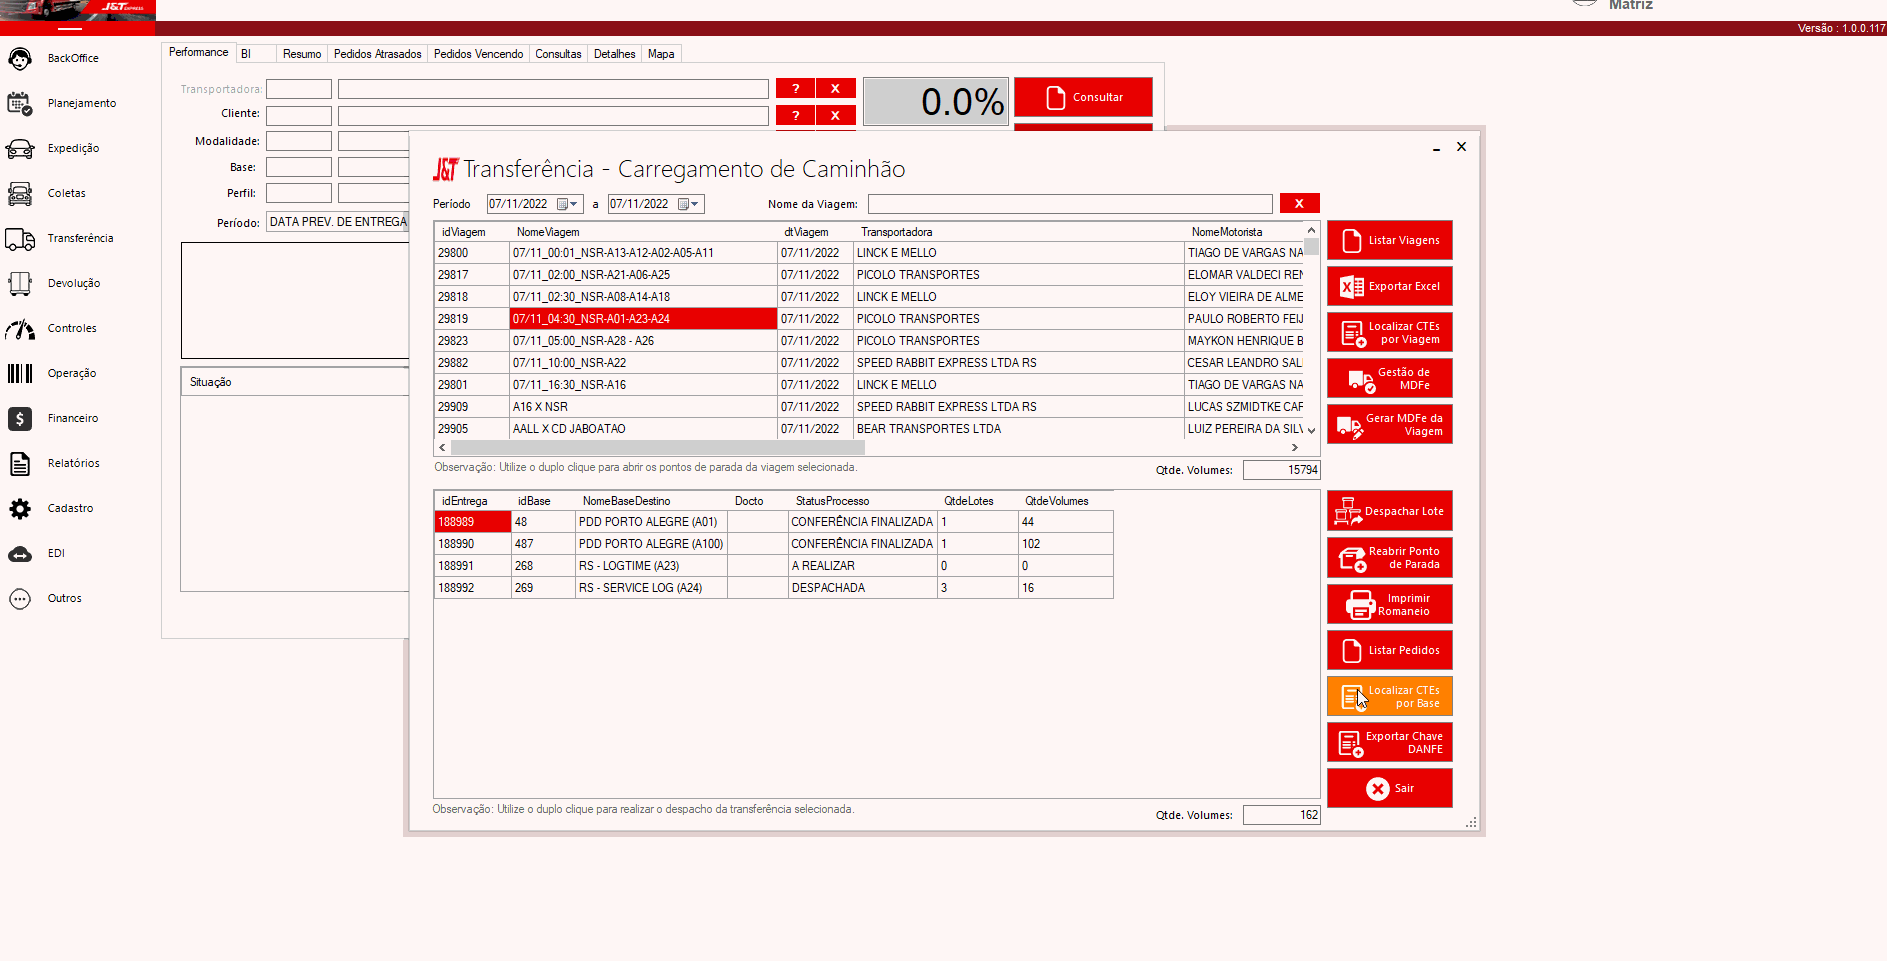 J&T EXPRESS
Matriz
Versão : 1.0.0.117
BackOffice
Planejamento
Expedição
Coletas
Transferência
Devolução
Controles
Operação
Financeiro
Relatórios
Cadastro
EDI
Outros
Performance BI Resumo Pedidos Atrasados Pedidos Vencendo Consultas Detalhes Mapa
Transportadora: ? X
Cliente: ? X
Modalidade:
Base:
Perfil:
Período: DATA PREV. DE ENTREGA
0.0%
Consultar
Situação
J&T Transferência - Carregamento de Caminhão
Período 07/11/2022 a 07/11/2022 Nome da Viagem: X
idViagem NomeViagem dtViagem Transportadora NomeMotorista
29800 07/11_00:01_NSR-A13-A12-A02-A05-A11 07/11/2022 LINCK E MELLO TIAGO DE VARGAS NA
29817 07/11_02:00_NSR-A21-A06-A25 07/11/2022 PICOLO TRANSPORTES ELOMAR VALDECI REN
29818 07/11_02:30_NSR-A08-A14-A18 07/11/2022 LINCK E MELLO ELOY VIEIRA DE ALME
29819 07/11_04:30_NSR-A01-A23-A24 07/11/2022 PICOLO TRANSPORTES PAULO ROBERTO FEIJ
29823 07/11_05:00_NSR-A28 - A26 07/11/2022 PICOLO TRANSPORTES MAYKON HENRIQUE B
29882 07/11_10:00_NSR-A22 07/11/2022 SPEED RABBIT EXPRESS LTDA RS CESAR LEANDRO SAL
29801 07/11_16:30_NSR-A16 07/11/2022 LINCK E MELLO TIAGO DE VARGAS NA
29909 A16 X NSR 07/11/2022 SPEED RABBIT EXPRESS LTDA RS LUCAS SZMIDTKE CAR
29905 AALL X CD JABOATAO 07/11/2022 BEAR TRANSPORTES LTDA LUIZ PEREIRA DA SILV
Observação: Utilize o duplo clique para abrir os pontos de parada da viagem selecionada.
Qtde. Volumes: 15794
Listar Viagens
Exportar Excel
Localizar CTEs
por Viagem
Gestão de
MDFe
Gerar MDFe da
Viagem
idEntrega idBase NomeBaseDestino Docto StatusProcesso QtdeLotes QtdeVolumes
188989 48 PDD PORTO ALEGRE (A01) CONFERÊNCIA FINALIZADA 1 44
188990 487 PDD PORTO ALEGRE (A100) CONFERÊNCIA FINALIZADA 1 102
188991 268 RS - LOGTIME (A23) A REALIZAR 0 0
188992 269 RS - SERVICE LOG (A24) DESPACHADA 3 16
Despachar Lote
Reabrir Ponto
de Parada
Imprimir
Romaneio
Listar Pedidos
Localizar CTEs
por Base
Exportar Chave
DANFE
Sair
Observação: Utilize o duplo clique para realizar o despacho da transferência selecionada.
Qtde. Volumes: 162